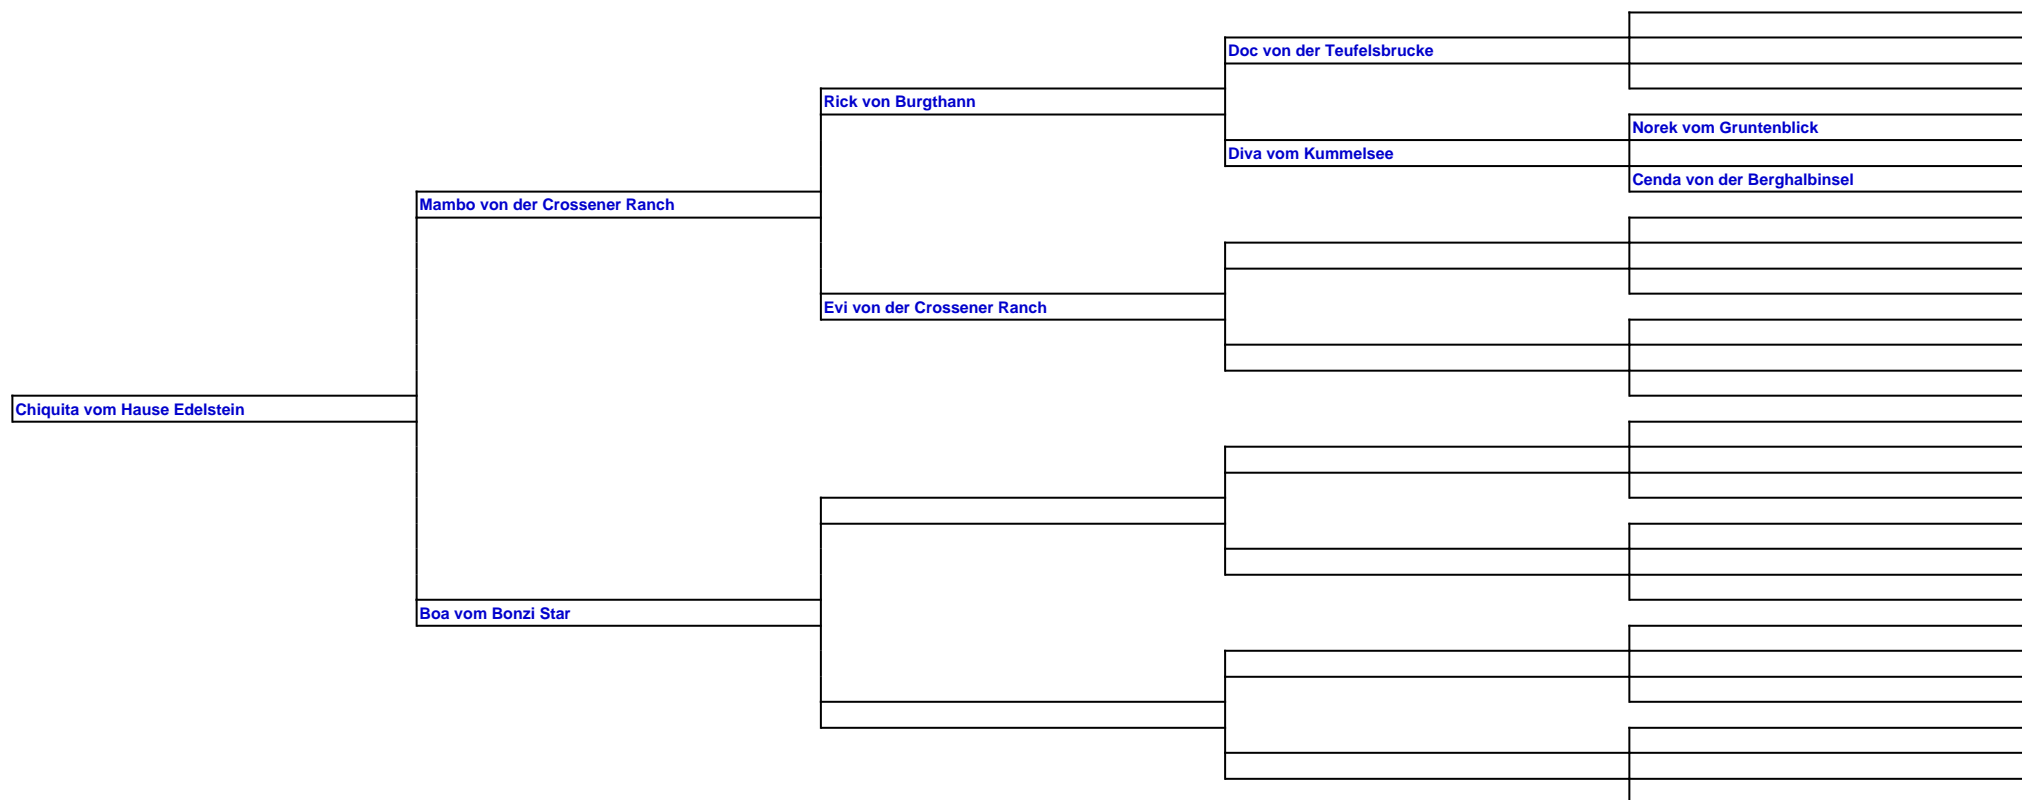 Doc von der Teufelsbrucke
Rick von Burgthann
Norek vom Gruntenblick
Diva vom Kummelsee
Cenda von der Berghalbinsel
Mambo von der Crossener Ranch
Evi von der Crossener Ranch
Chiquita vom Hause Edelstein
Boa vom Bonzi Star